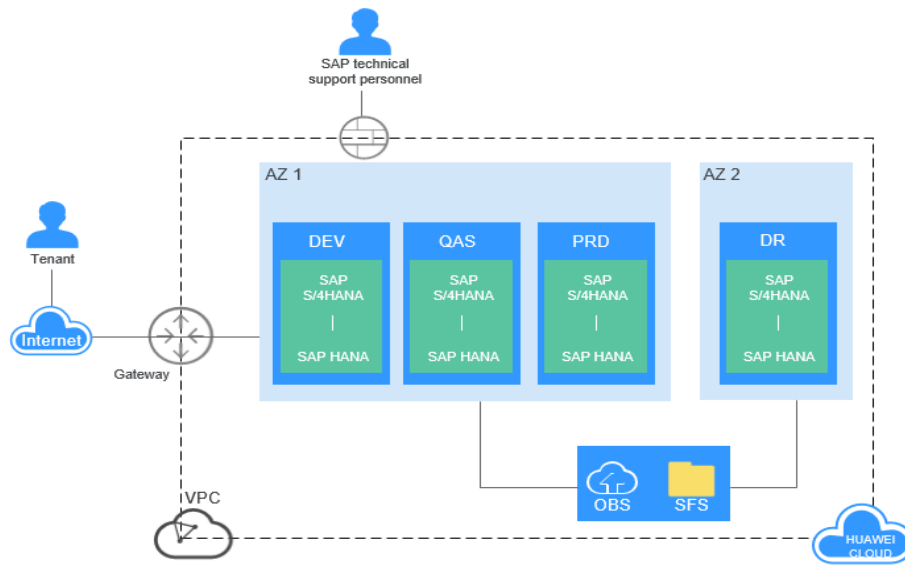 SAP technical
support personnel
AZ 1
AZ 2
DEV
QAS
PRD
DR
SAP
S/4HANA
SAP HANA
SAP
S/4HANA
SAP HANA
SAP
S/4HANA
SAP HANA
SAP
S/4HANA
SAP HANA
Tenant
Internet
Gateway
OBS
SFS
VPC
HUAWEI
CLOUD